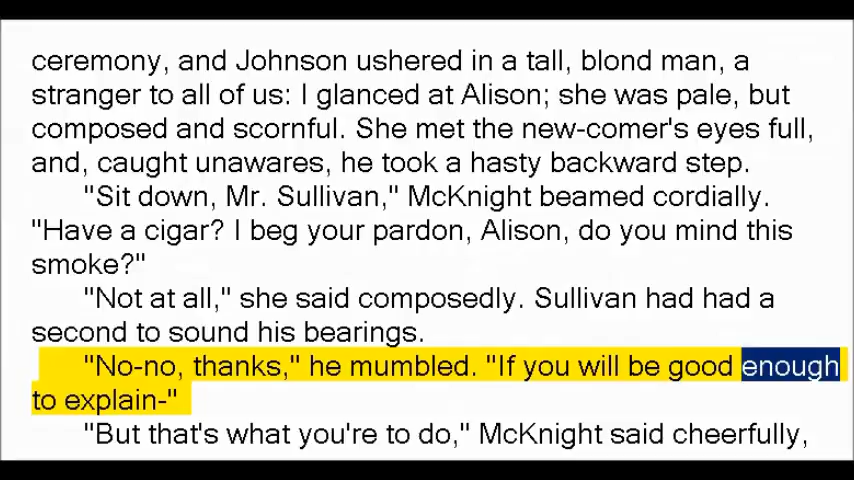 ceremony, and Johnson ushered in a tall, blond man, a
stranger to all of us: I glanced at Alison; she was pale, but
composed and scornful. She met the new-comer's eyes full,
and, caught unawares, he took a hasty backward step.
"Sit down, Mr. Sullivan," McKnight beamed cordially.
"Have a cigar? I beg your pardon, Alison, do you mind this
smoke?"
"Not at all," she said composedly. Sullivan had had a
second to sound his bearings.
"No-no, thanks," he mumbled. "If you will be good enough
to explain-"
"But that's what you're to do," McKnight said cheerfully,